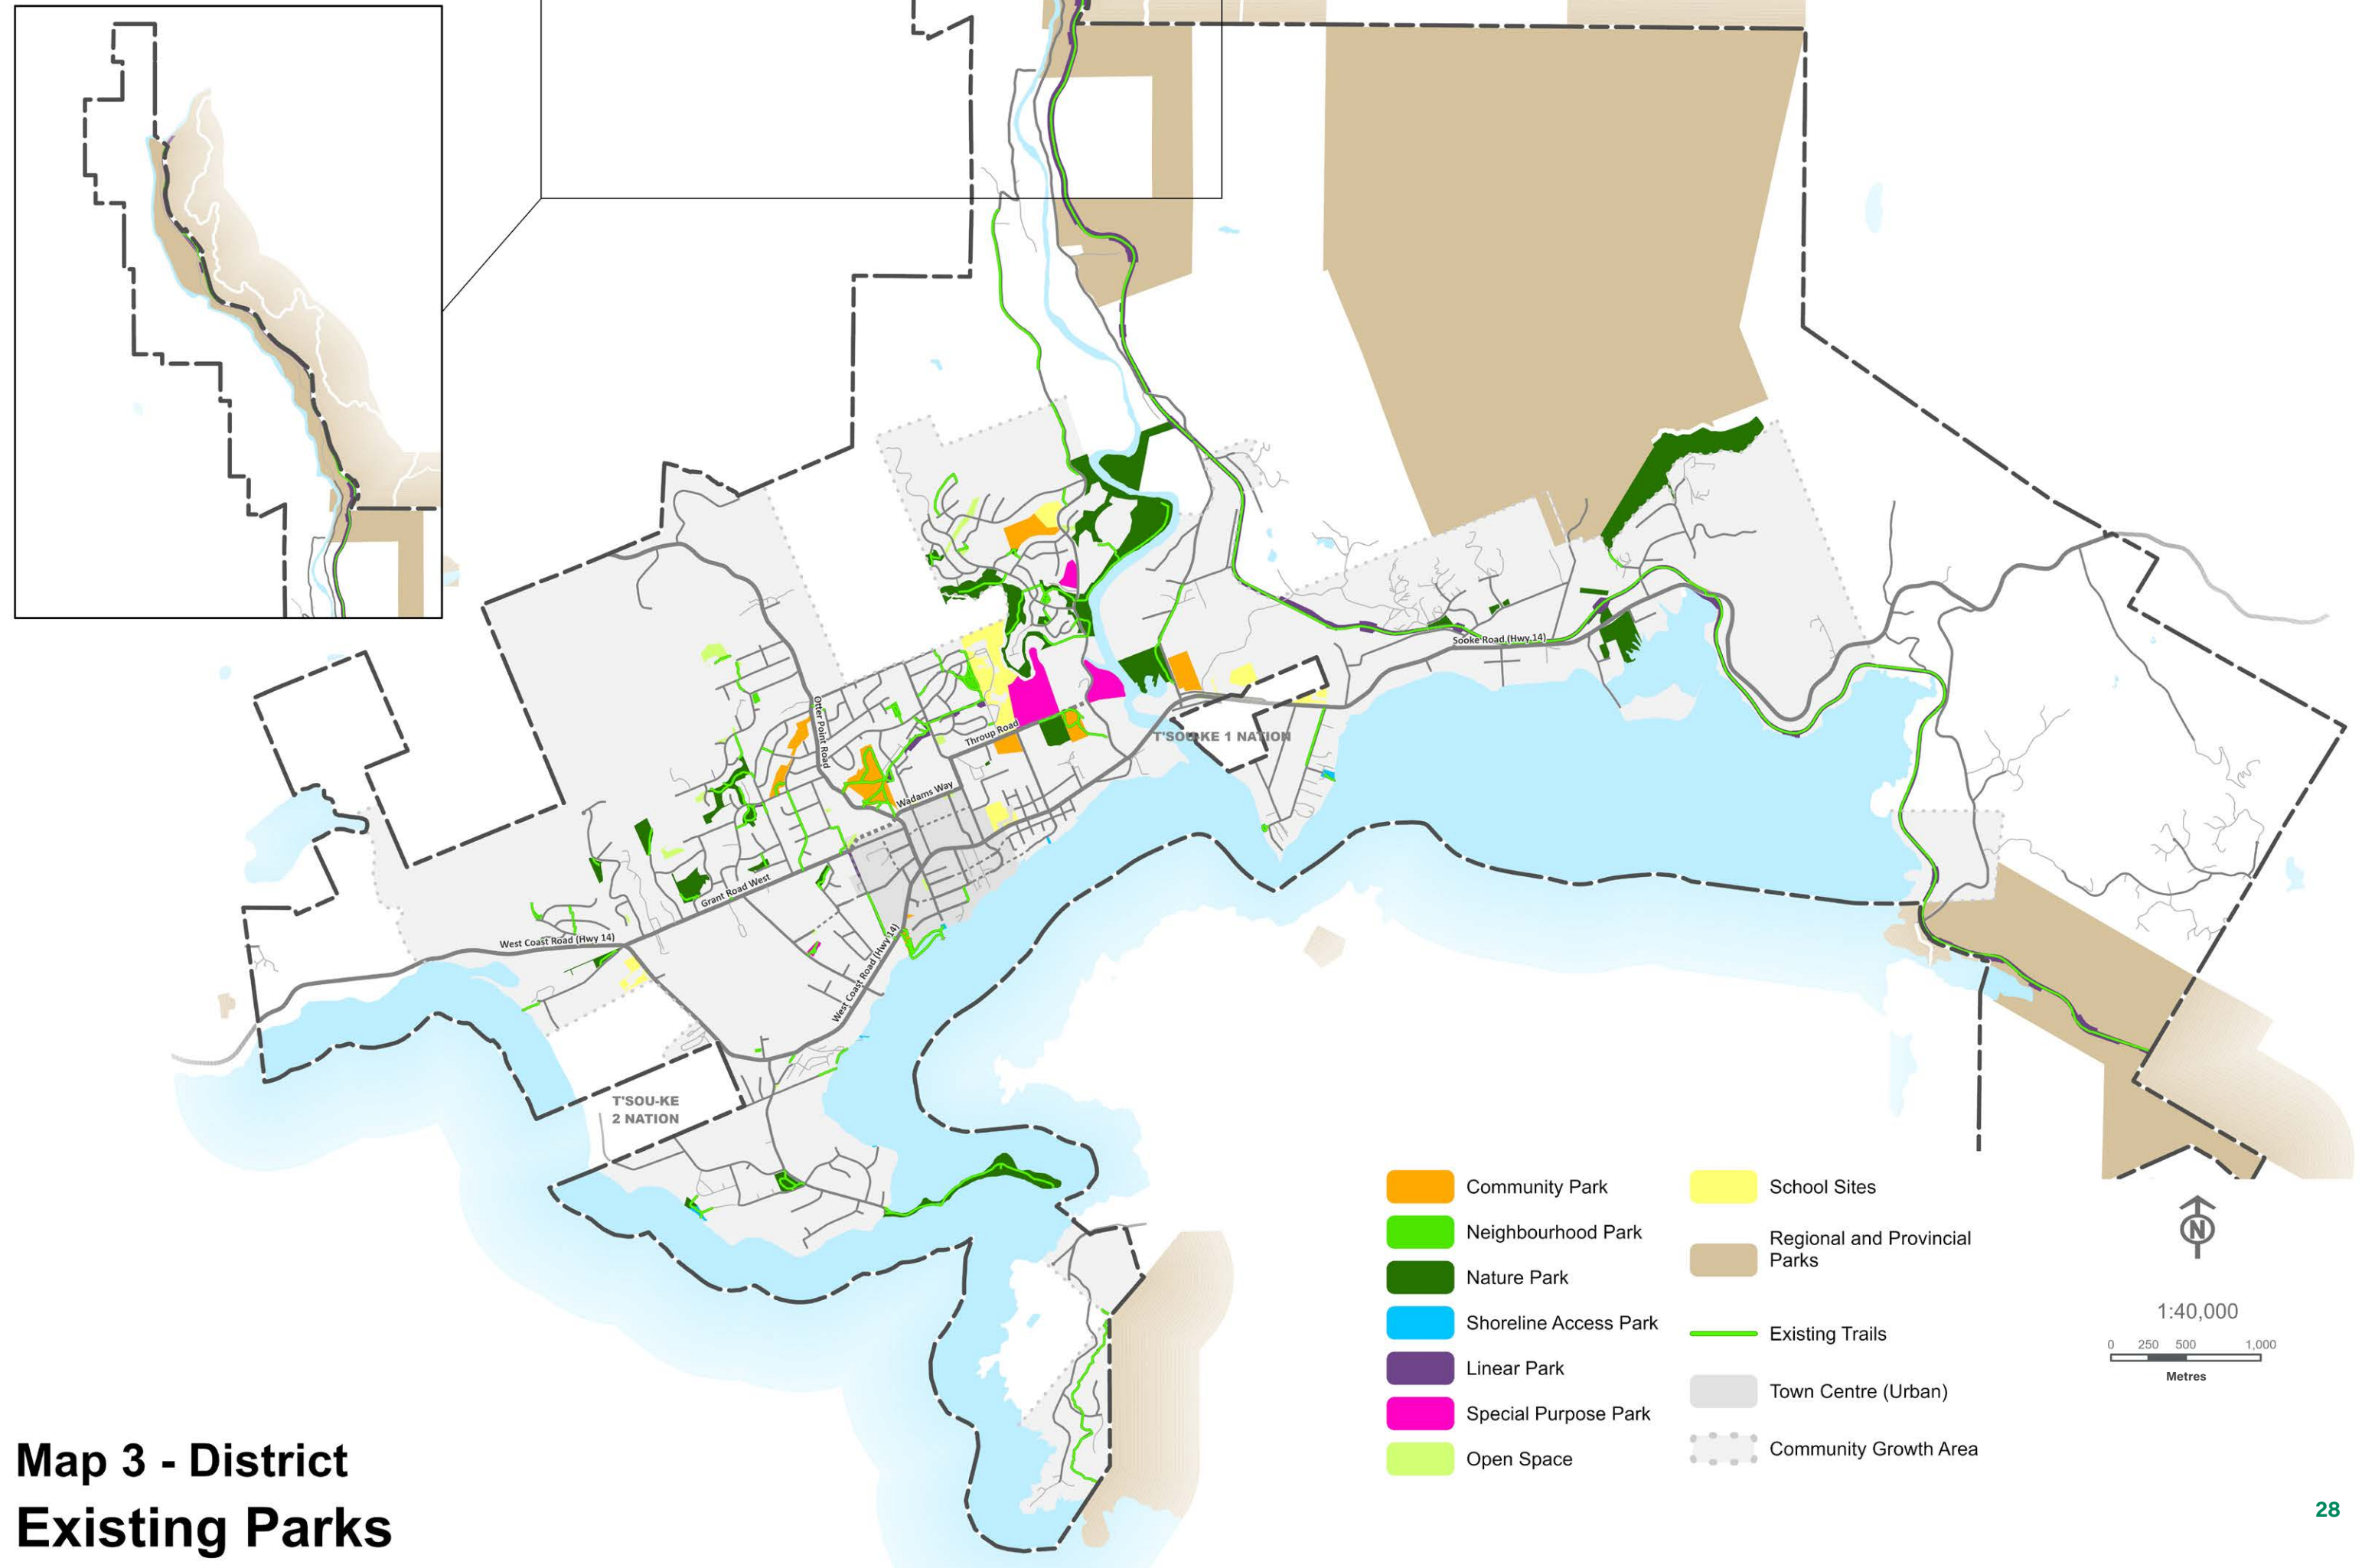 Sooke Road (Hwy 14)
Otter Point Road
Throup Road
T'SOU-KE 1 NATION
Wadams Way
Grant Road West
West Coast Road (Hwy 14)
West Coast Road (Hwy 14)
T'SOU-KE
2 NATION
Community Park
Neighbourhood Park
Nature Park
Shoreline Access Park
Linear Park
Special Purpose Park
Open Space
School Sites
Regional and Provincial
Parks
Existing Trails
Town Centre (Urban)
Community Growth Area
N
1:40,000
0 250 500 1,000
Metres
Map 3 - District
Existing Parks
28